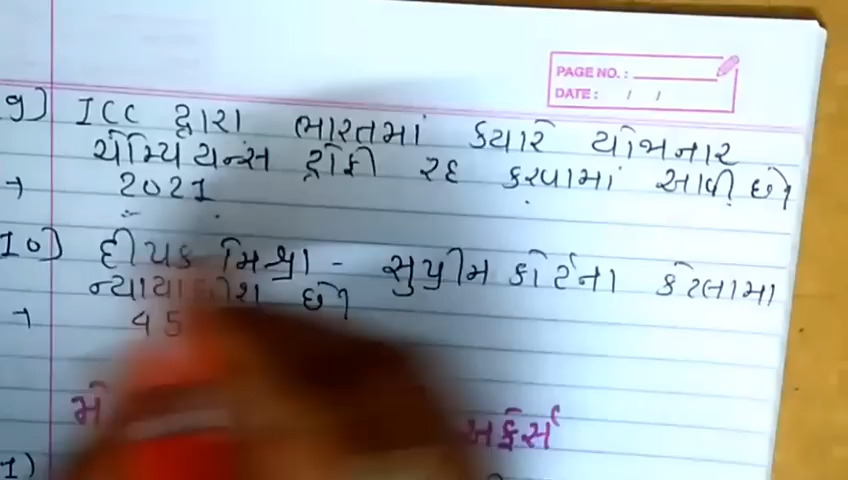 PAGE NO. :
DATE : / /
9) ICC દ્વારા ભારતમાં ક્યારે યોજનાર
ચેમ્પિયન્સ ટ્રોફી રદ કરવામાં આવી છે?
→ 2021
10) દીપક મિશ્રા - સુપ્રીમ કોર્ટના કેટલામા
ન્યાયાધીશ છે?
→ 45
1)